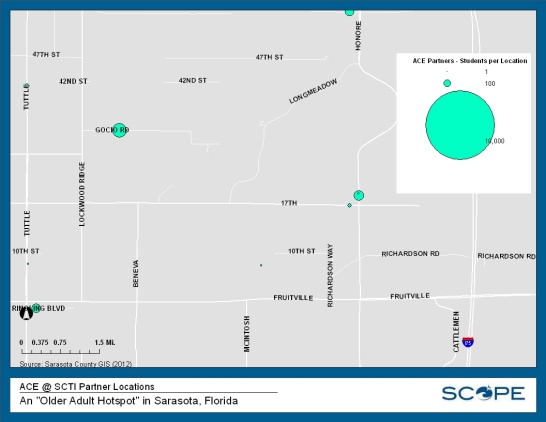 HONORE
ACE Partners - Students per Location
1
100
10,000
47TH ST
47TH ST
42ND ST
42ND ST
TUTTLE
LONGMEADOW
GOCIO RD
LOCKWOOD RIDGE
17TH
TUTTLE
10TH ST
10TH ST
RICHARDSON WAY
RICHARDSON RD
RICHARDSON RD
BENEVA
FRUITVILLE
FRUITVILLE
RINGLING BLVD
MCINTOSH
CATTLEMEN
0 0.375 0.75 1.5 MI.
Source: Sarasota County GIS (2012)
ACE @ SCTI Partner Locations
An "Older Adult Hotspot" in Sarasota, Florida
SCOPE